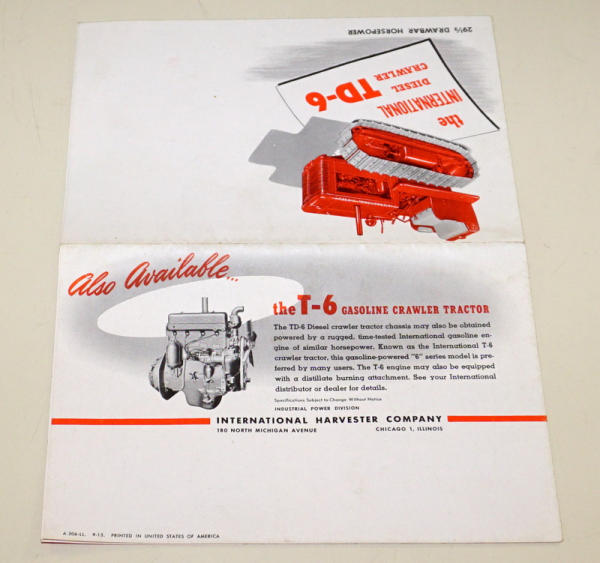 29½ DRAWBAR HORSEPOWER
the
INTERNATIONAL
DIESEL TD-6
CRAWLER
Also Available...
the T-6 GASOLINE CRAWLER TRACTOR
The TD-6 Diesel crawler tractor chassis may also be obtained
powered by a rugged, time-tested International gasoline en-
gine of similar horsepower. Known as the International T-6
crawler tractor, this gasoline-powered "6" series model is pre-
ferred by many users. The T-6 engine may also be equipped
with a distillate burning attachment. See your International
distributor or dealer for details.
Specifications Subject to Change Without Notice
INDUSTRIAL POWER DIVISION
INTERNATIONAL HARVESTER COMPANY
180 NORTH MICHIGAN AVENUE CHICAGO 1, ILLINOIS
PRINTED IN UNITED STATES OF AMERICA